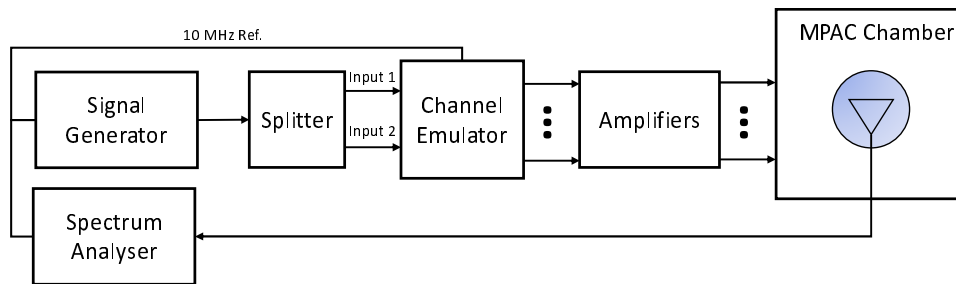 10 MHz Ref.
MPAC Chamber
Signal
Generator
Splitter
Input 1
Input 2
Channel
Emulator
Amplifiers
Spectrum
Analyser